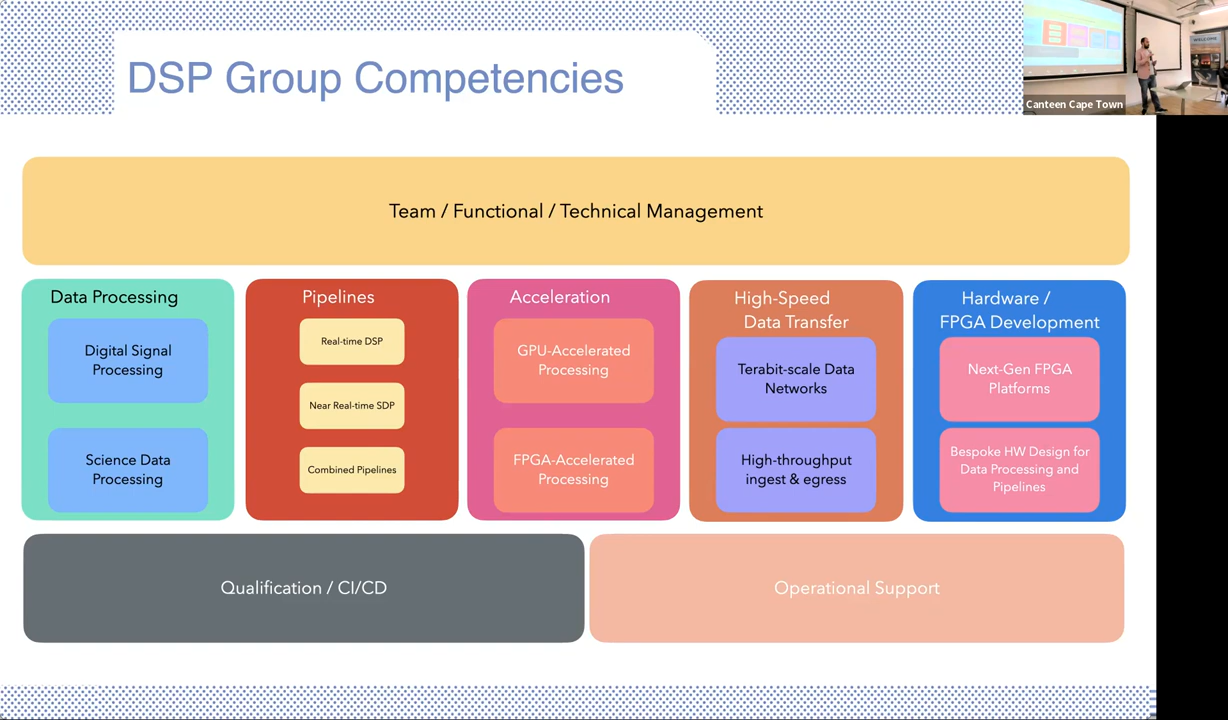 DSP Group Competencies
Canteen Cape Town
Team / Functional / Technical Management
Data Processing
Digital Signal
Processing
Science Data
Processing
Pipelines
Real-time DSP
Near Real-time SDP
Combined Pipelines
Acceleration
GPU-Accelerated
Processing
FPGA-Accelerated
Processing
High-Speed
Data Transfer
Terabit-scale Data
Networks
High-throughput
ingest & egress
Hardware /
FPGA Development
Next-Gen FPGA
Platforms
Bespoke HW Design for
Data Processing and
Pipelines
Qualification / CI/CD
Operational Support
WELCOME